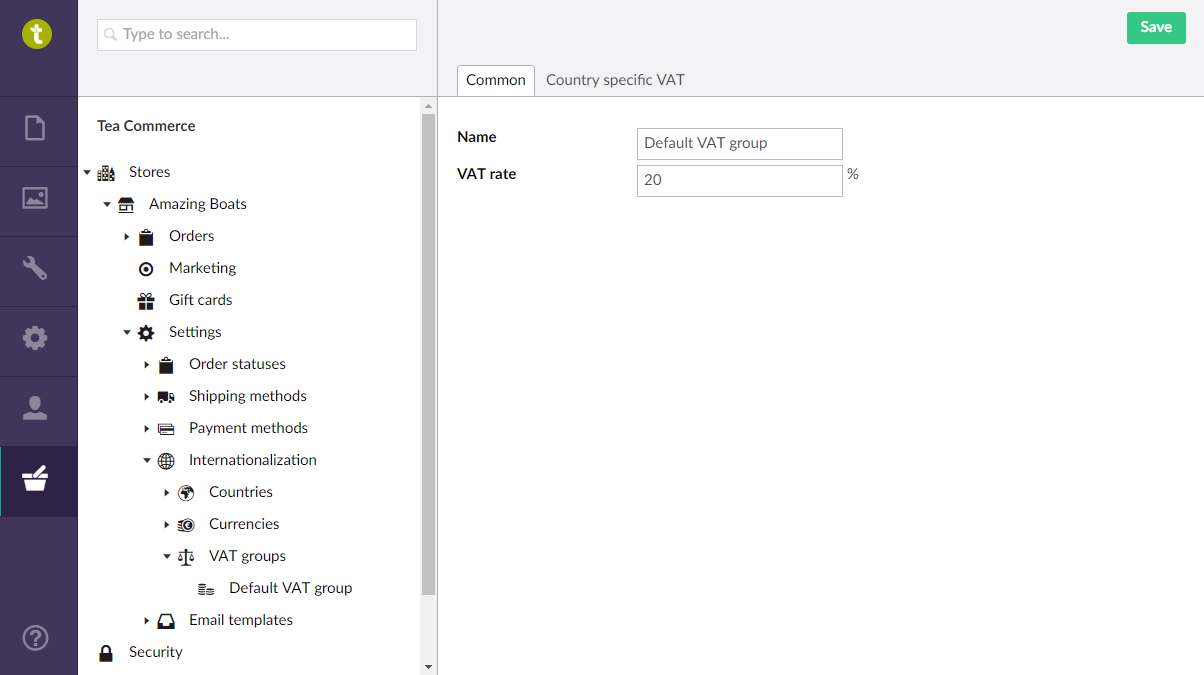 Type to search...
Save
Common
Country specific VAT
Tea Commerce
Stores
Amazing Boats
Orders
Marketing
Gift cards
Settings
Order statuses
Shipping methods
Payment methods
Internationalization
Countries
Currencies
VAT groups
Default VAT group
Email templates
Security
Name
Default VAT group
VAT rate
20 %